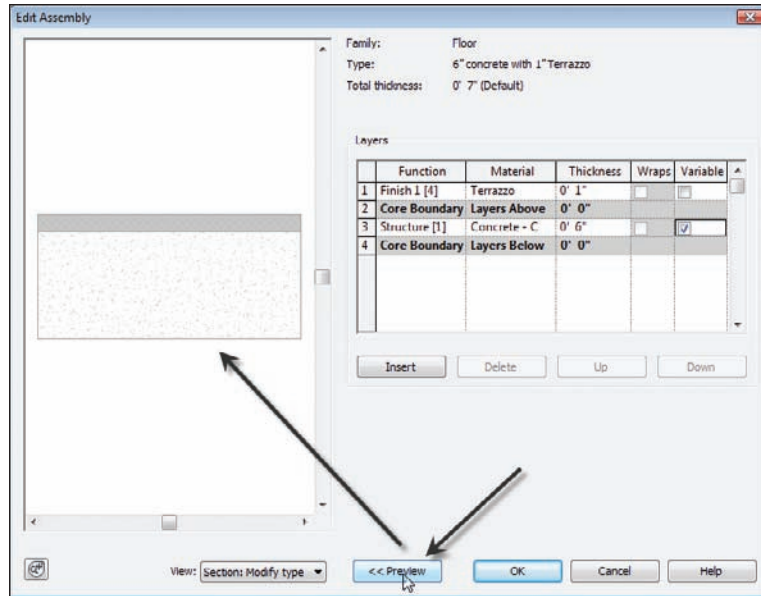 Edit Assembly
Family: Floor
Type: 6" concrete with 1" Terrazzo
Total thickness: 0' 7" (Default)
Layers
Function Material Thickness Wraps Variable
1 Finish 1 [4] Terrazzo 0' 1"
2 Core Boundary Layers Above 0' 0"
3 Structure [1] Concrete - C 0' 6"
4 Core Boundary Layers Below 0' 0"
Insert Delete Up Down
View: Section: Modify type << Preview OK Cancel Help